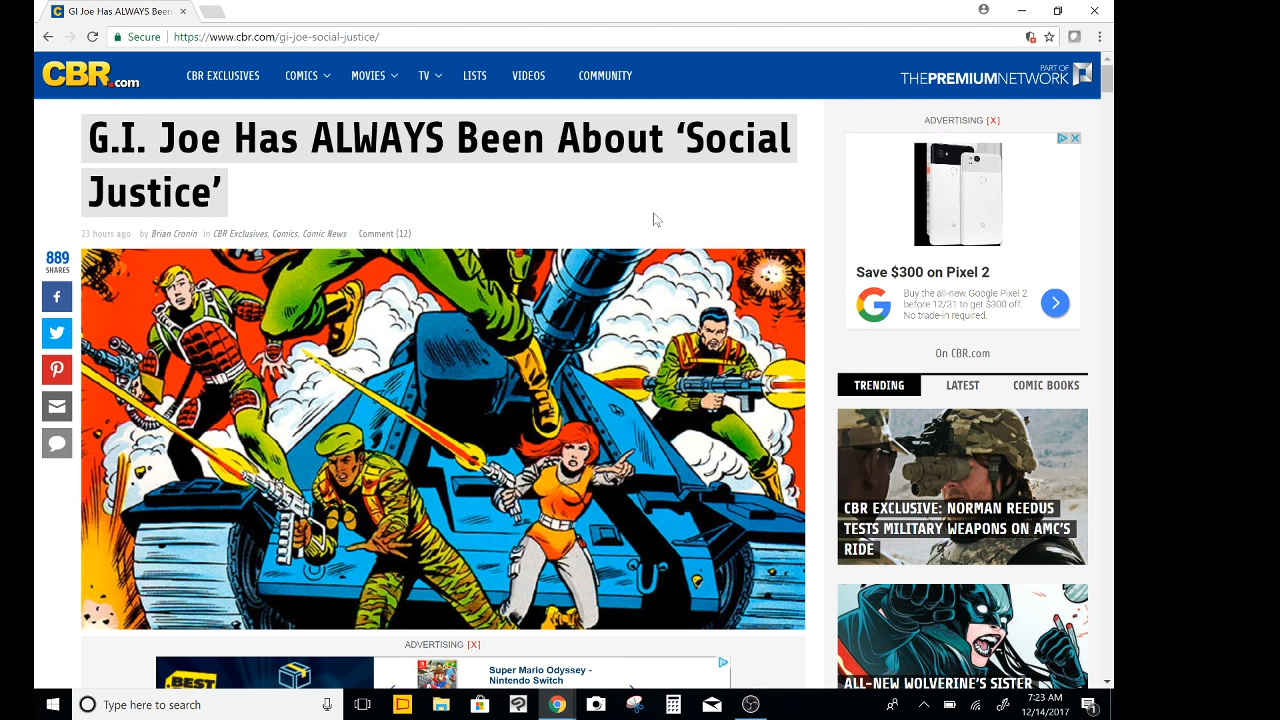 GI Joe Has ALWAYS Been
Secure
https://www.cbr.com/gi-joe-social-justice/
CBR.com
CBR EXCLUSIVES
COMICS
MOVIES
TV
LISTS
VIDEOS
COMMUNITY
PART OF
THEPREMIUMNETWORK
G.I. Joe Has ALWAYS Been About ‘Social
Justice’
23 hours ago by Brian Cronin in CBR Exclusives, Comics, Comic News Comment (12)
889
SHARES
ADVERTISING [X]
Super Mario Odyssey -
Nintendo Switch
BEST
ADVERTISING [X]
Save $300 on Pixel 2
Buy the all-new Google Pixel 2
before 12/31 to get $300 off.
No trade-in required.
On CBR.com
TRENDING
LATEST
COMIC BOOKS
CBR EXCLUSIVE: NORMAN REEDUS
TESTS MILITARY WEAPONS ON AMC’S
RIDE
ALL-NEW WOLVERINE’S SISTER
Type here to search
7:23 AM
12/14/2017
1